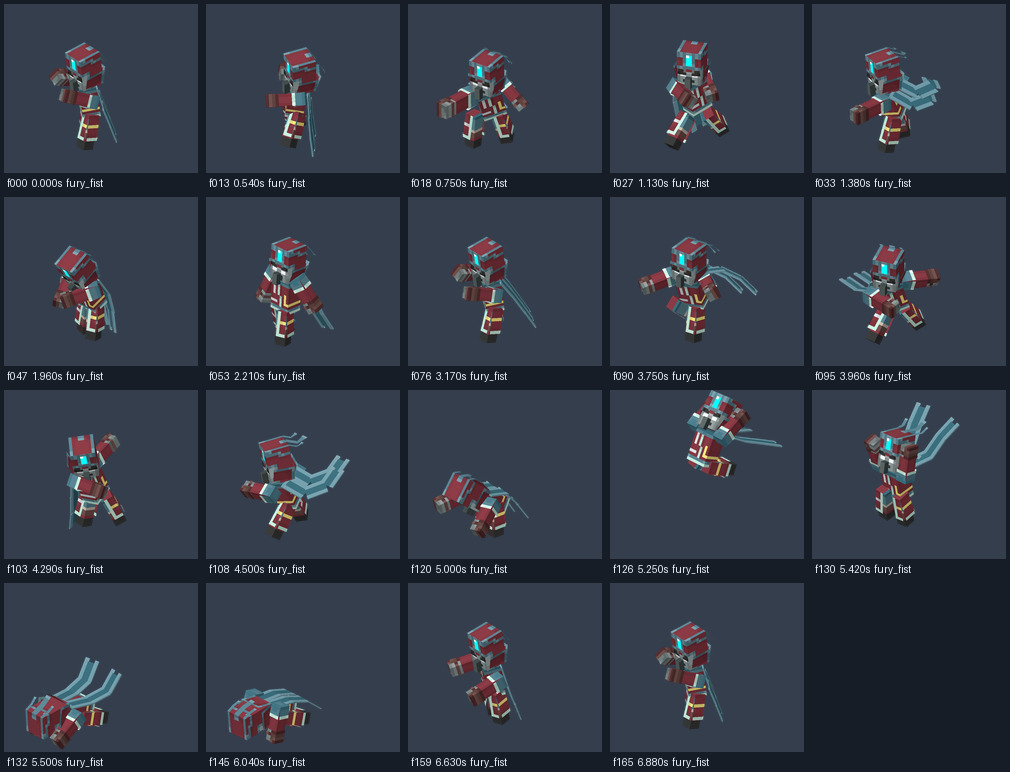 f000 0.000s fury_fist
f013 0.540s fury_fist
f018 0.750s fury_fist
f027 1.130s fury_fist
f033 1.380s fury_fist
f047 1.960s fury_fist
f053 2.210s fury_fist
f076 3.170s fury_fist
f090 3.750s fury_fist
f095 3.960s fury_fist
f103 4.290s fury_fist
f108 4.500s fury_fist
f120 5.000s fury_fist
f126 5.250s fury_fist
f130 5.420s fury_fist
f132 5.500s fury_fist
f145 6.040s fury_fist
f159 6.630s fury_fist
f165 6.880s fury_fist